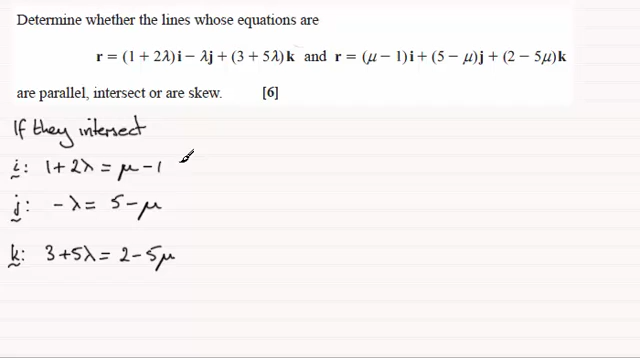 Determine whether the lines whose equations are
r = (1 + 2λ)i − λj + (3 + 5λ)k and r = (μ − 1)i + (5 − μ)j + (2 − 5μ)k
are parallel, intersect or are skew. [6]
If they intersect
i: 1 + 2λ = μ − 1
j: − λ = 5 − μ
k: 3 + 5λ = 2 − 5μ